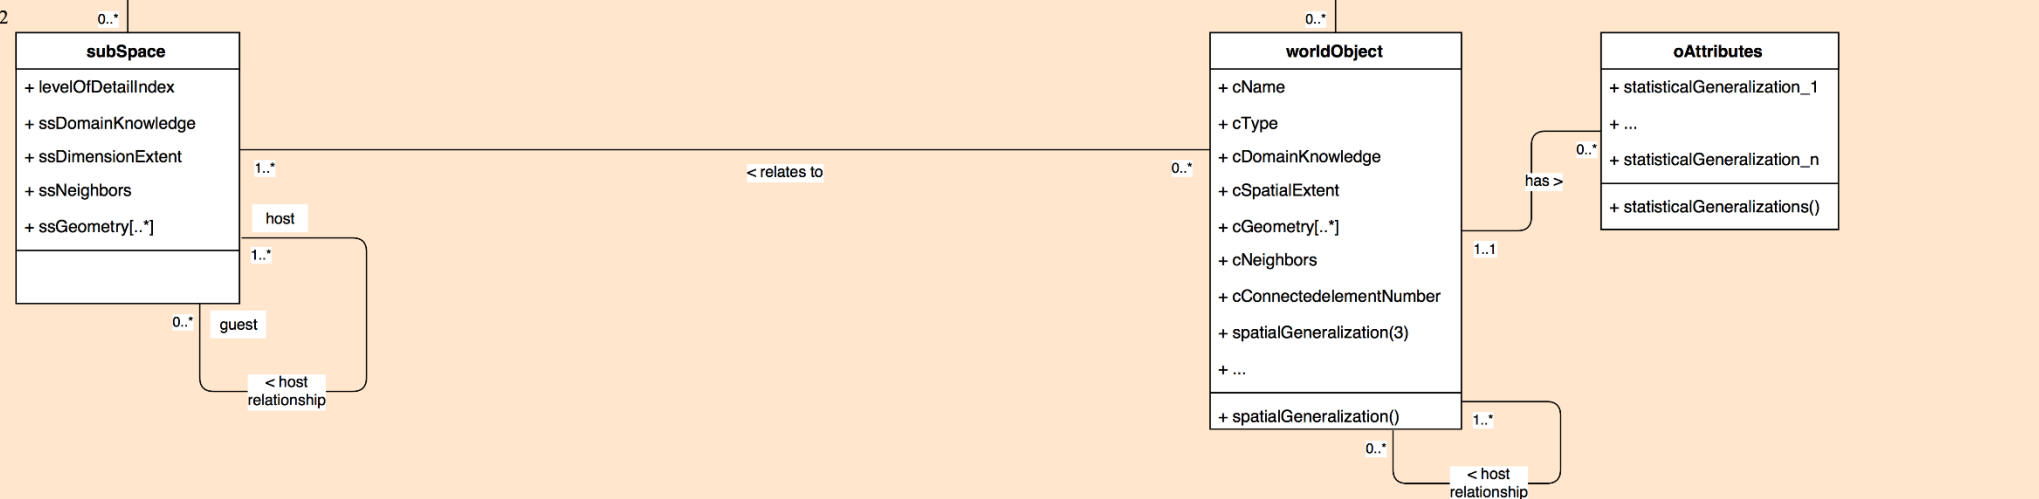 2
0..*
subSpace
+ levelOfDetailIndex
+ ssDomainKnowledge
+ ssDimensionExtent
+ ssNeighbors
+ ssGeometry[..*]
1..*
host
1..*
0..*
guest
< host
relationship
< relates to
0..*
0..*
worldObject
+ cName
+ cType
+ cDomainKnowledge
+ cSpatialExtent
+ cGeometry[..*]
+ cNeighbors
+ cConnectedelementNumber
+ spatialGeneralization(3)
+ ...
+ spatialGeneralization()
1..*
0..*
< host
relationship
1..1
has >
0..*
oAttributes
+ statisticalGeneralization_1
+ ...
+ statisticalGeneralization_n
+ statisticalGeneralizations()